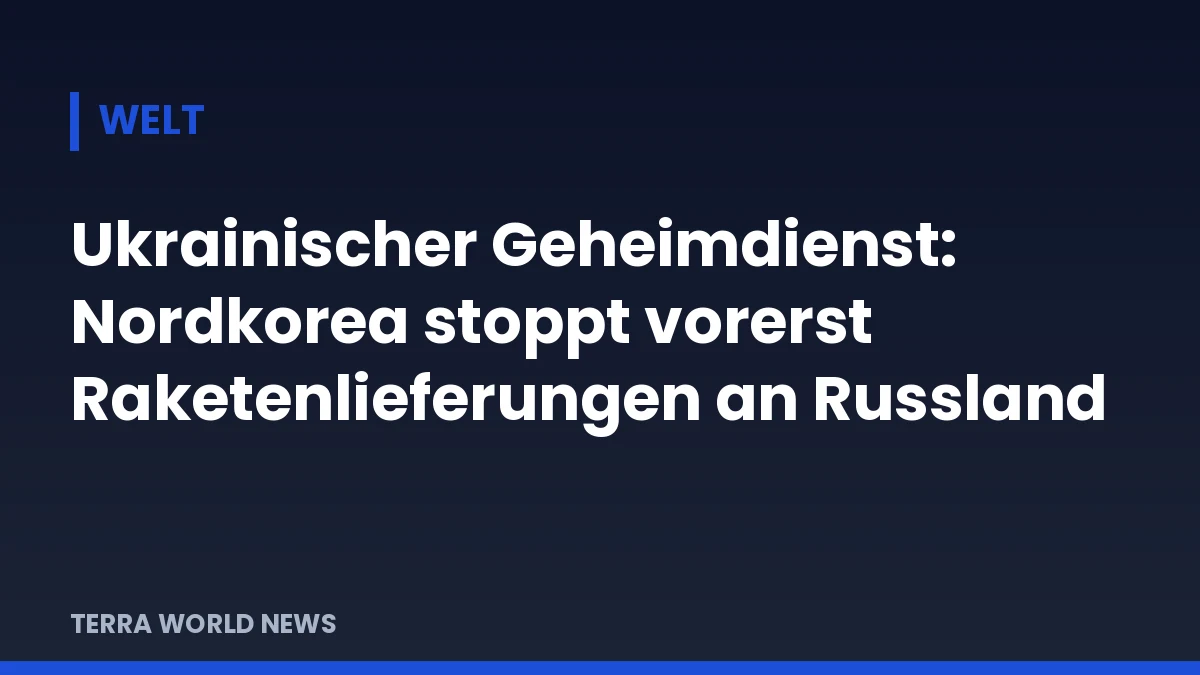 WELT
Ukrainischer Geheimdienst:
Nordkorea stoppt vorerst
Raketenlieferungen an Russland
TERRA WORLD NEWS